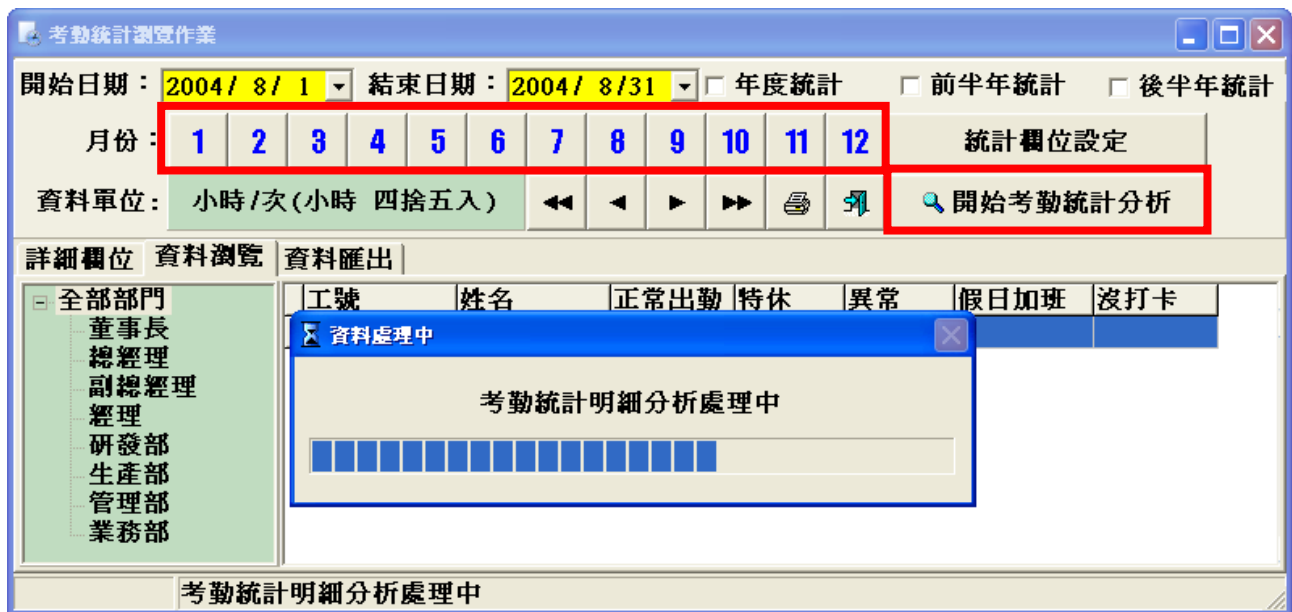 考勤統計瀏覽作業
開始日期：2004/ 8/ 1 結束日期：2004/ 8/31 年度統計 前半年統計 後半年統計
月份：1 2 3 4 5 6 7 8 9 10 11 12 統計欄位設定
資料單位： 小時/次(小時 四捨五入) 開始考勤統計分析
詳細欄位 資料瀏覽 資料匯出
全部部門 工號 姓名 正常出勤 特休 異常 假日加班 沒打卡
董事長
資料處理中
總經理
副總經理
考勤統計明細分析處理中
經理
研發部
生產部
管理部
業務部
考勤統計明細分析處理中